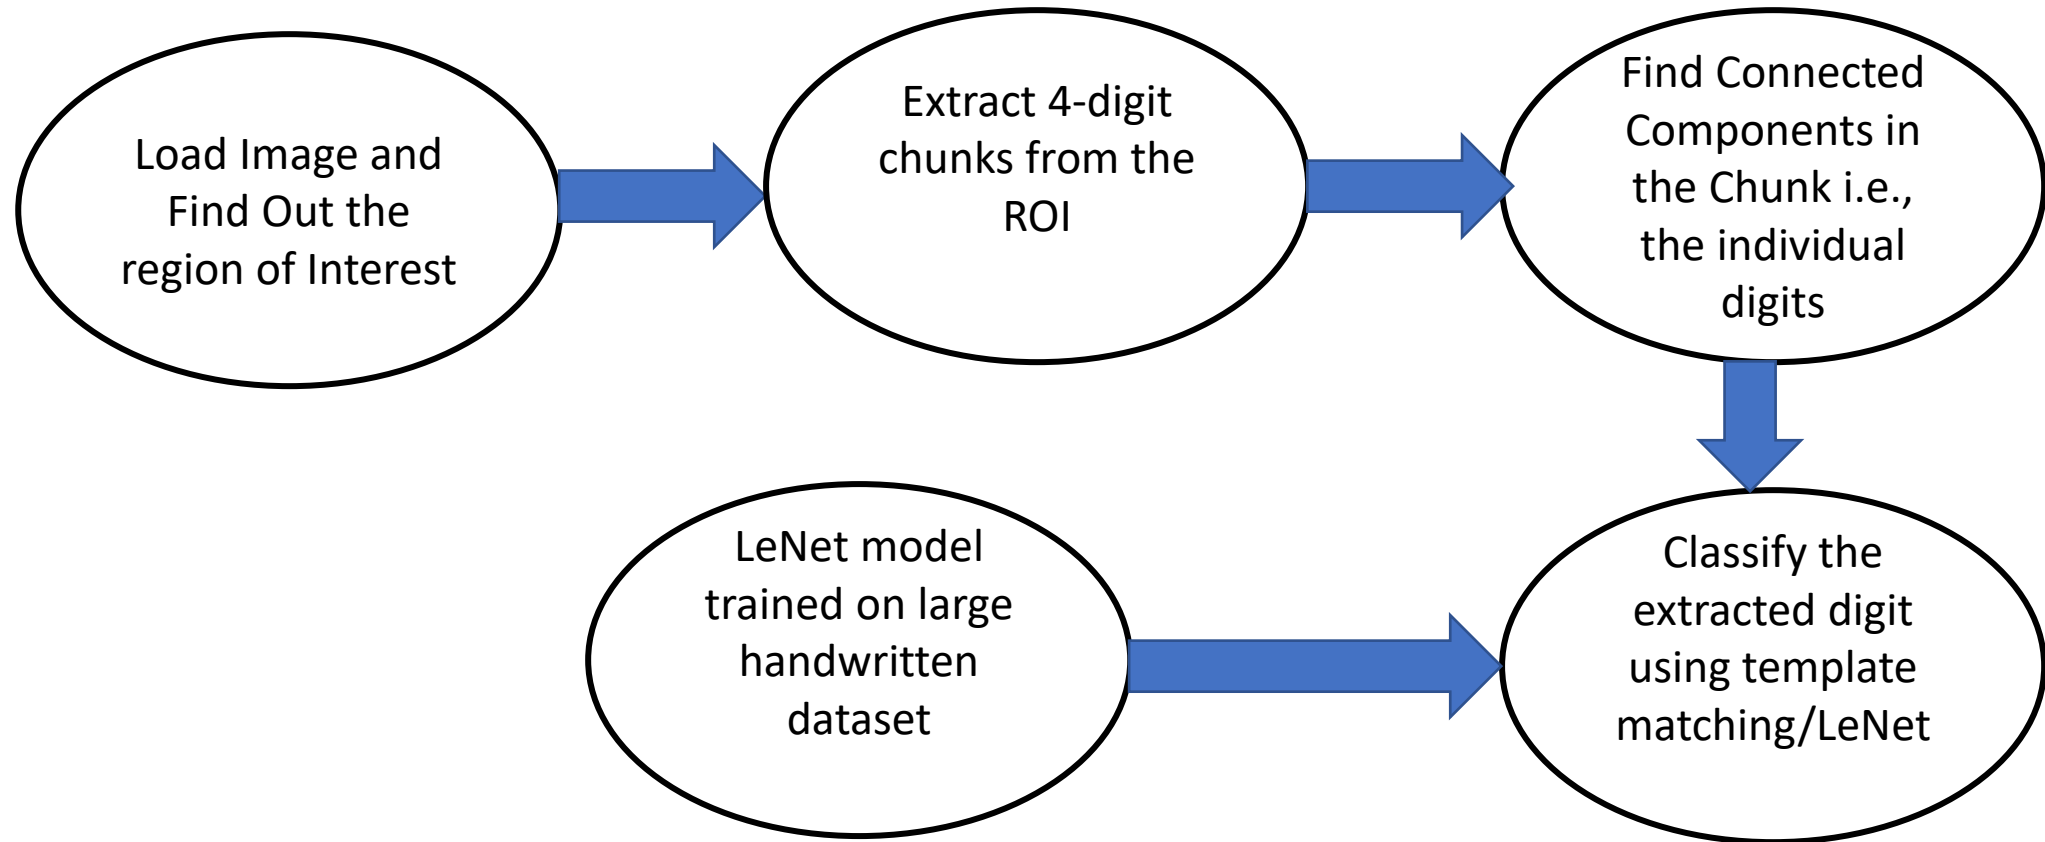 Load Image and
Find Out the
region of Interest
Extract 4-digit
chunks from the
ROI
Find Connected
Components in
the Chunk i.e.,
the individual
digits
LeNet model
trained on large
handwritten
dataset
Classify the
extracted digit
using template
matching/LeNet